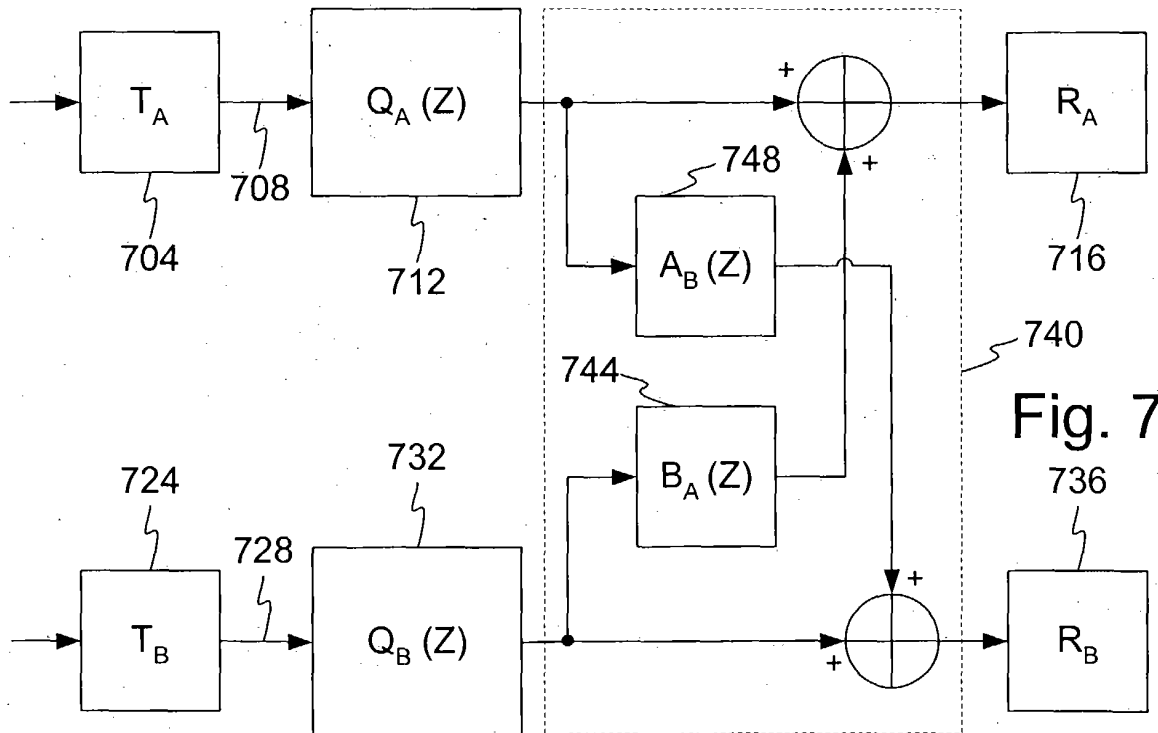 T_A
Q_A (Z)
R_A
+
+
748
708
704
712
A_B (Z)
716
740
744
Fig. 7
B_A (Z)
724
732
736
728
+
T_B
Q_B (Z)
+
R_B